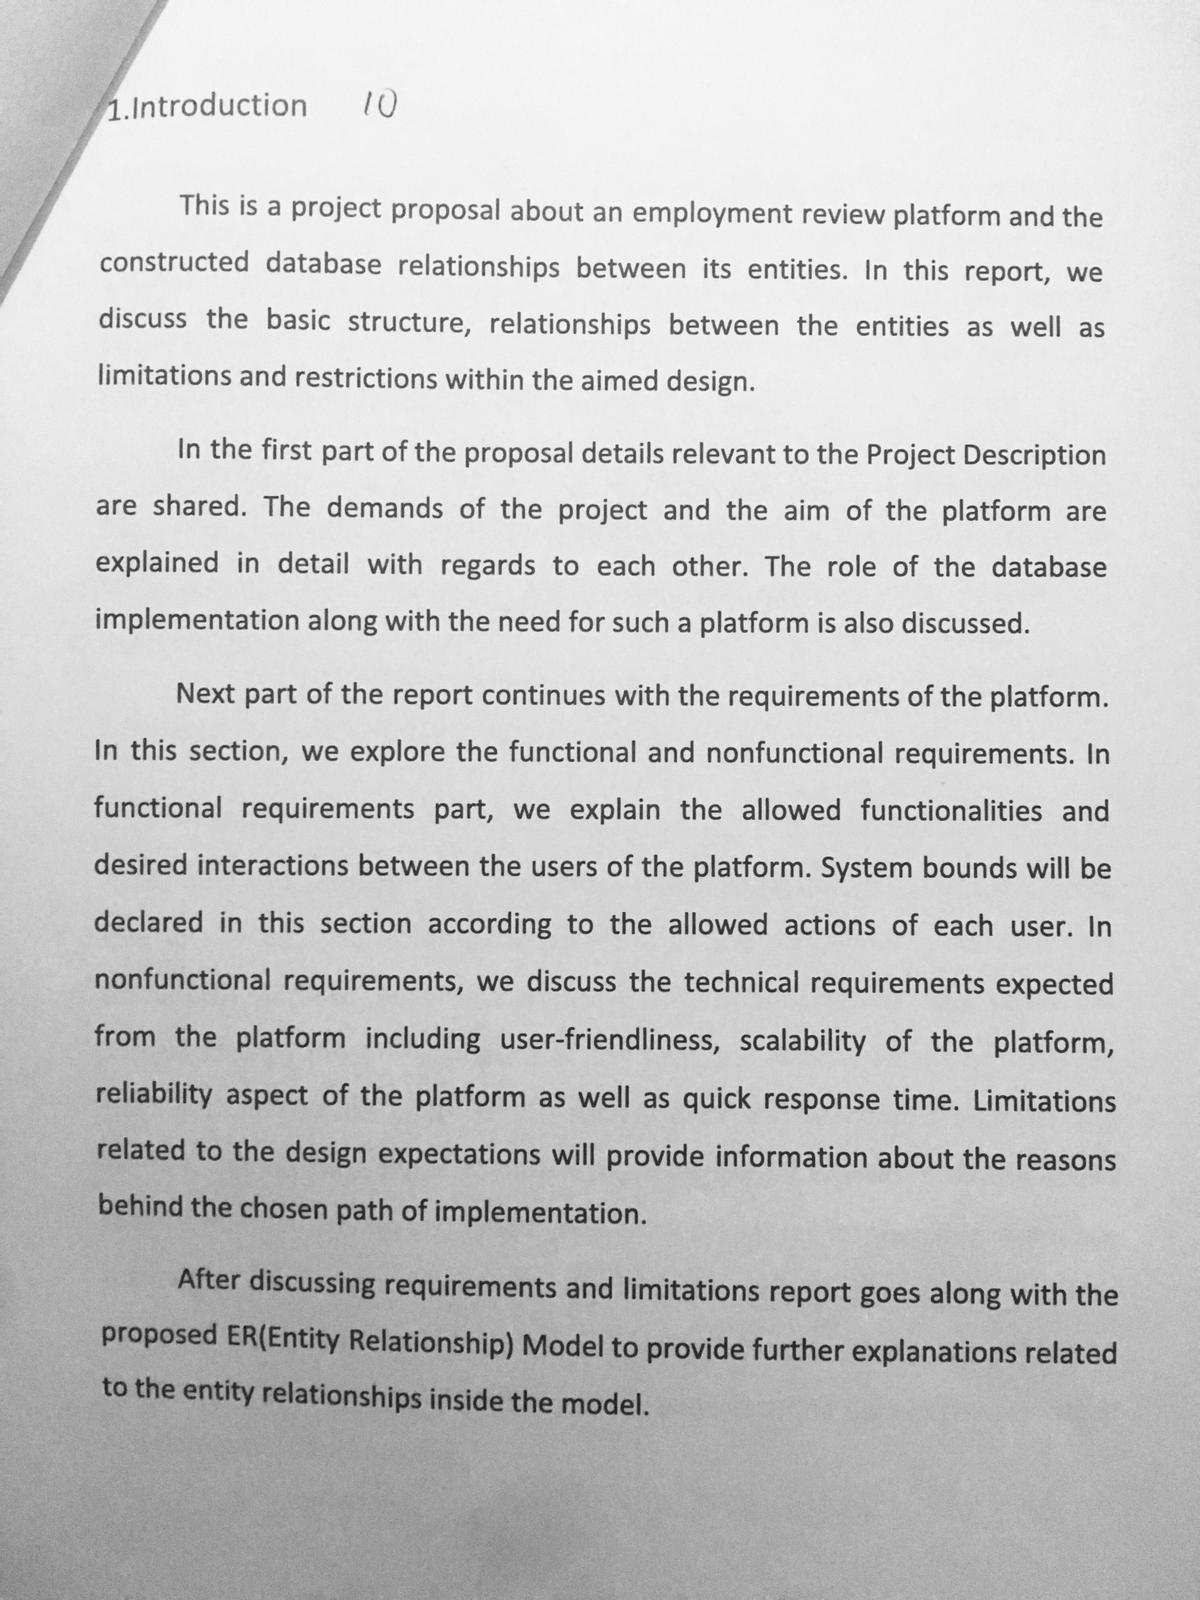 1.Introduction 10
This is a project proposal about an employment review platform and the
constructed database relationships between its entities. In this report, we
discuss the basic structure, relationships between the entities as well as
limitations and restrictions within the aimed design.
In the first part of the proposal details relevant to the Project Description
are shared. The demands of the project and the aim of the platform are
explained in detail with regards to each other. The role of the database
implementation along with the need for such a platform is also discussed.
Next part of the report continues with the requirements of the platform.
In this section, we explore the functional and nonfunctional requirements. In
functional requirements part, we explain the allowed functionalities and
desired interactions between the users of the platform. System bounds will be
declared in this section according to the allowed actions of each user. In
nonfunctional requirements, we discuss the technical requirements expected
from the platform including user-friendliness, scalability of the platform,
reliability aspect of the platform as well as quick response time. Limitations
related to the design expectations will provide information about the reasons
behind the chosen path of implementation.
After discussing requirements and limitations report goes along with the
proposed ER(Entity Relationship) Model to provide further explanations related
to the entity relationships inside the model.